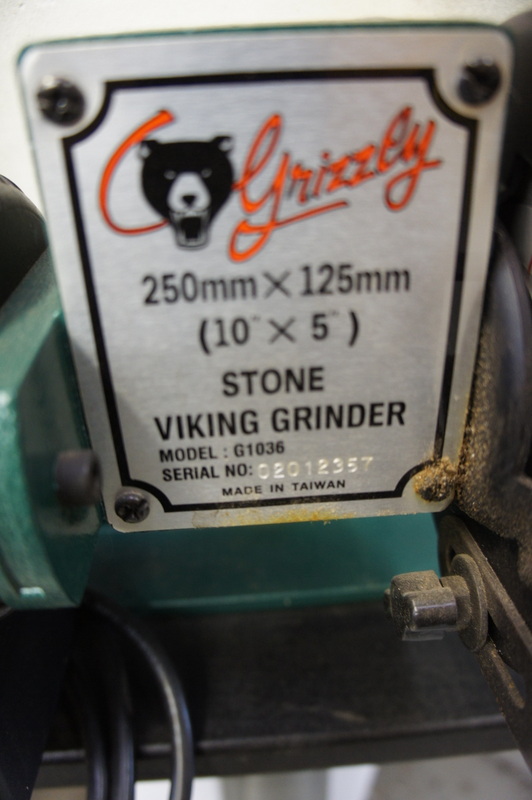 Grizzly
250mm X 125mm
(10" X 5")
STONE
VIKING GRINDER
MODEL : G1036
SERIAL NO: 02012357
MADE IN TAIWAN